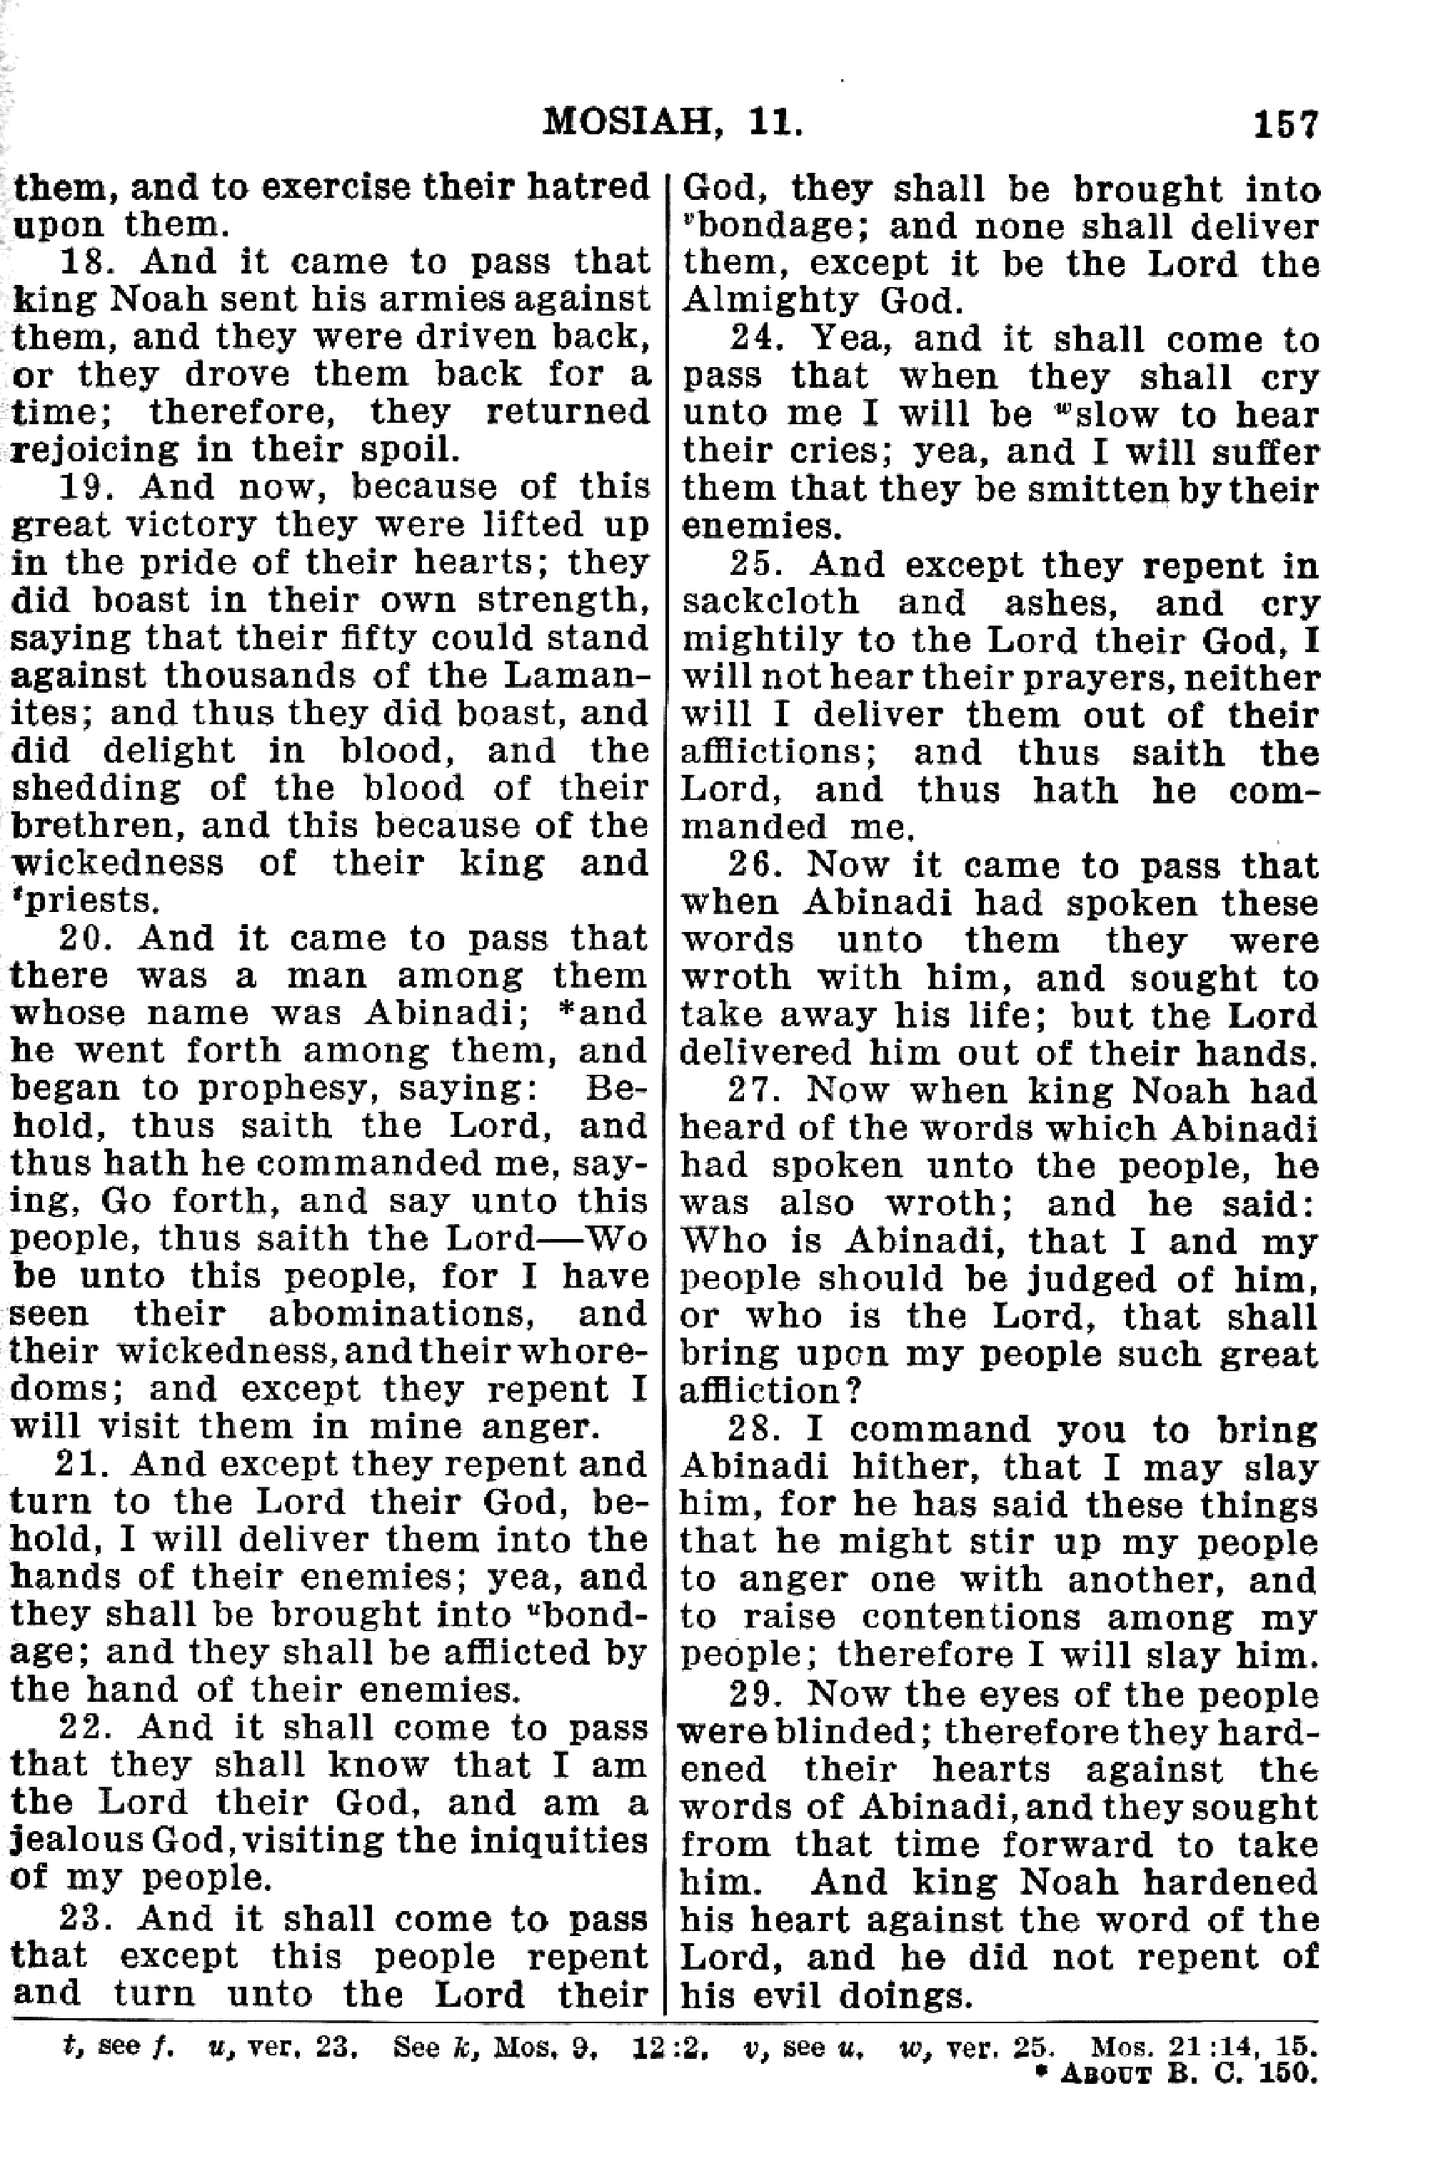 MOSIAH, 11.
157
them, and to exercise their hatred
upon them.
18. And it came to pass that
king Noah sent his armies against
them, and they were driven back,
or they drove them back for a
time; therefore, they returned
rejoicing in their spoil.
19. And now, because of this
great victory they were lifted up
in the pride of their hearts; they
did boast in their own strength,
saying that their fifty could stand
against thousands of the Laman-
ites; and thus they did boast, and
did delight in blood, and the
shedding of the blood of their
brethren, and this because of the
wickedness of their king and
ᵗpriests.
20. And it came to pass that
there was a man among them
whose name was Abinadi; *and
he went forth among them, and
began to prophesy, saying: Be-
hold, thus saith the Lord, and
thus hath he commanded me, say-
ing, Go forth, and say unto this
people, thus saith the Lord—Wo
be unto this people, for I have
seen their abominations, and
their wickedness, and their whore-
doms; and except they repent I
will visit them in mine anger.
21. And except they repent and
turn to the Lord their God, be-
hold, I will deliver them into the
hands of their enemies; yea, and
they shall be brought into ᵘbond-
age; and they shall be afflicted by
the hand of their enemies.
22. And it shall come to pass
that they shall know that I am
the Lord their God, and am a
jealous God, visiting the iniquities
of my people.
23. And it shall come to pass
that except this people repent
and turn unto the Lord their
God, they shall be brought into
ᵛbondage; and none shall deliver
them, except it be the Lord the
Almighty God.
24. Yea, and it shall come to
pass that when they shall cry
unto me I will be ʷslow to hear
their cries; yea, and I will suffer
them that they be smitten by their
enemies.
25. And except they repent in
sackcloth and ashes, and cry
mightily to the Lord their God, I
will not hear their prayers, neither
will I deliver them out of their
afflictions; and thus saith the
Lord, and thus hath he com-
manded me.
26. Now it came to pass that
when Abinadi had spoken these
words unto them they were
wroth with him, and sought to
take away his life; but the Lord
delivered him out of their hands.
27. Now when king Noah had
heard of the words which Abinadi
had spoken unto the people, he
was also wroth; and he said:
Who is Abinadi, that I and my
people should be judged of him,
or who is the Lord, that shall
bring upon my people such great
affliction?
28. I command you to bring
Abinadi hither, that I may slay
him, for he has said these things
that he might stir up my people
to anger one with another, and
to raise contentions among my
people; therefore I will slay him.
29. Now the eyes of the people
were blinded; therefore they hard-
ened their hearts against the
words of Abinadi, and they sought
from that time forward to take
him. And king Noah hardened
his heart against the word of the
Lord, and he did not repent of
his evil doings.
t, see f. u, ver. 23. See k, Mos. 9. 12:2. v, see u. w, ver. 25. Mos. 21:14, 15.
* ABOUT B. C. 150.